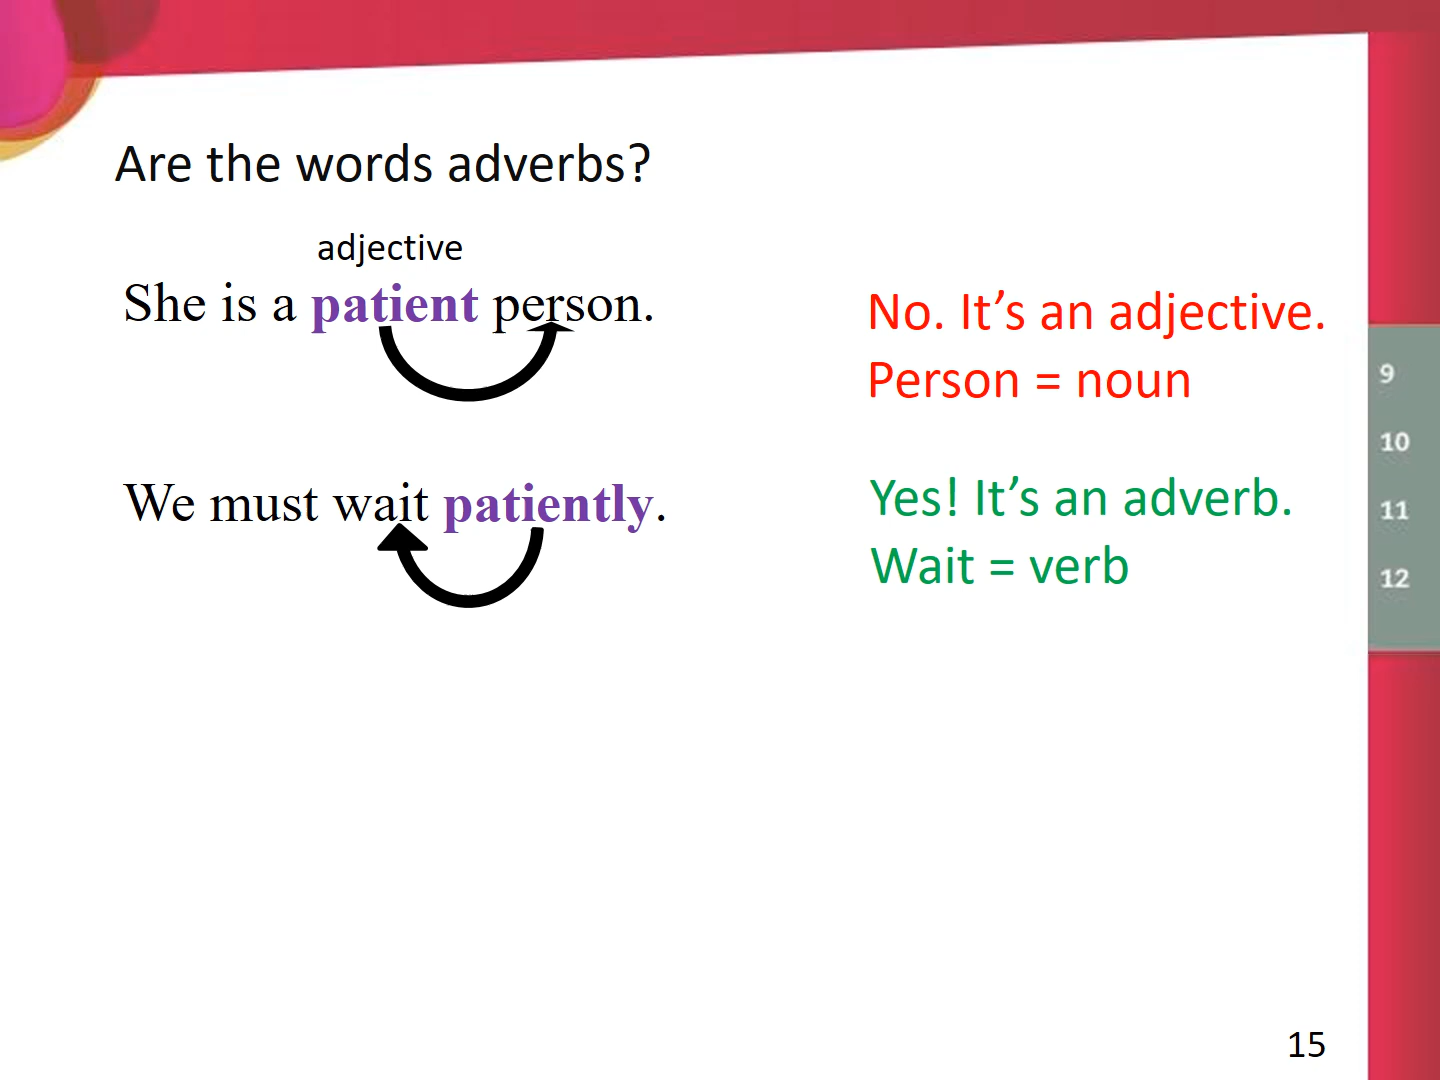 Are the words adverbs?
adjective
She is a patient person.
No. It’s an adjective.
Person = noun
We must wait patiently.
Yes! It’s an adverb.
Wait = verb
9
10
11
12
15